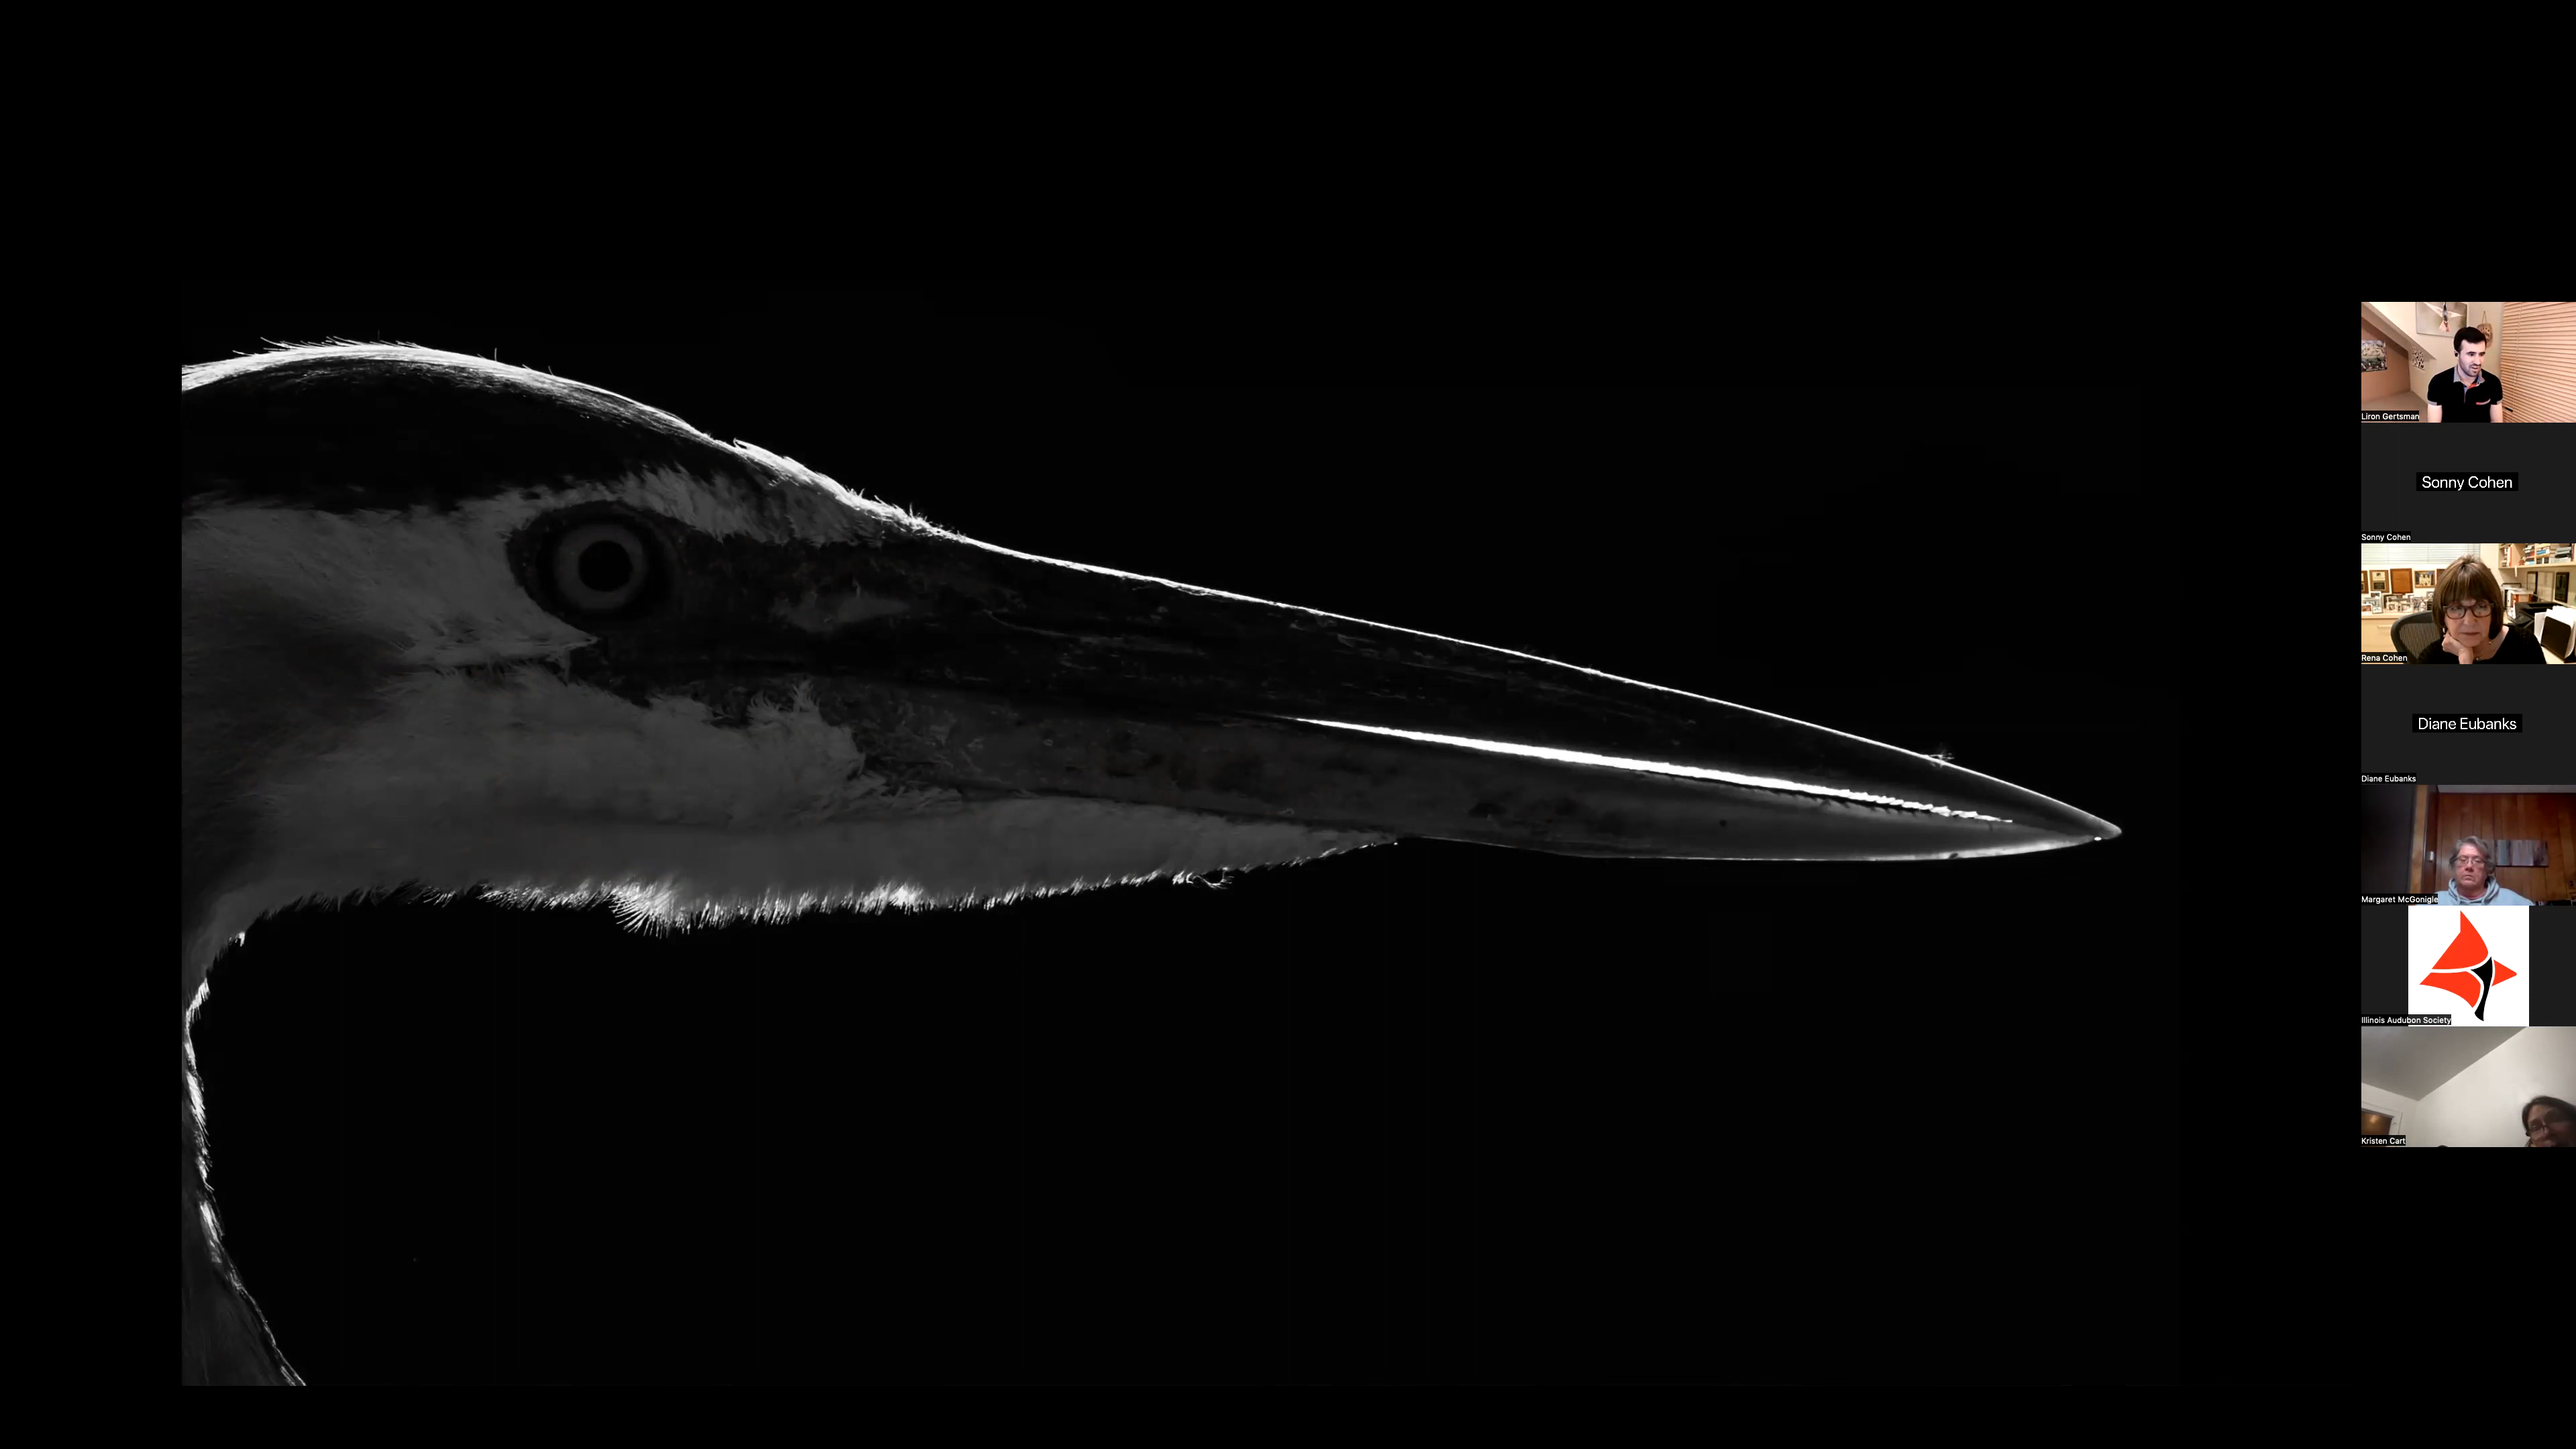 Liron Gertsman
Sonny Cohen
Sonny Cohen
Rena Cohen
Diane Eubanks
Diane Eubanks
Margaret McGonigle
Illinois Audubon Society
Kristen Cart